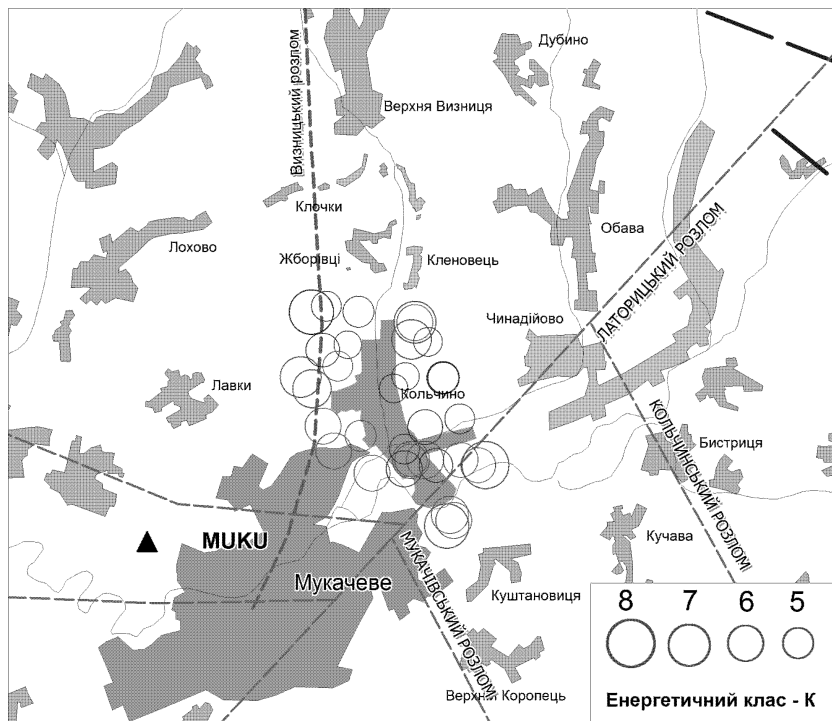 Дубино
Визницький розлом
Верхня Визниця
Клочки
Обава
Лохово
Жборівці
Кленовець
ЛАТОРИЦЬКИЙ РОЗЛОМ
Чинадійово
Лавки
Кольчино
КОЛЬЧИНСЬКИЙ РОЗЛОМ
Бистриця
MUKU
Кучава
МУКАЧІВСЬКИЙ РОЗЛОМ
Мукачеве
Куштановиця
Верхня Коропець
8 7 6 5
Енергетичний клас - К